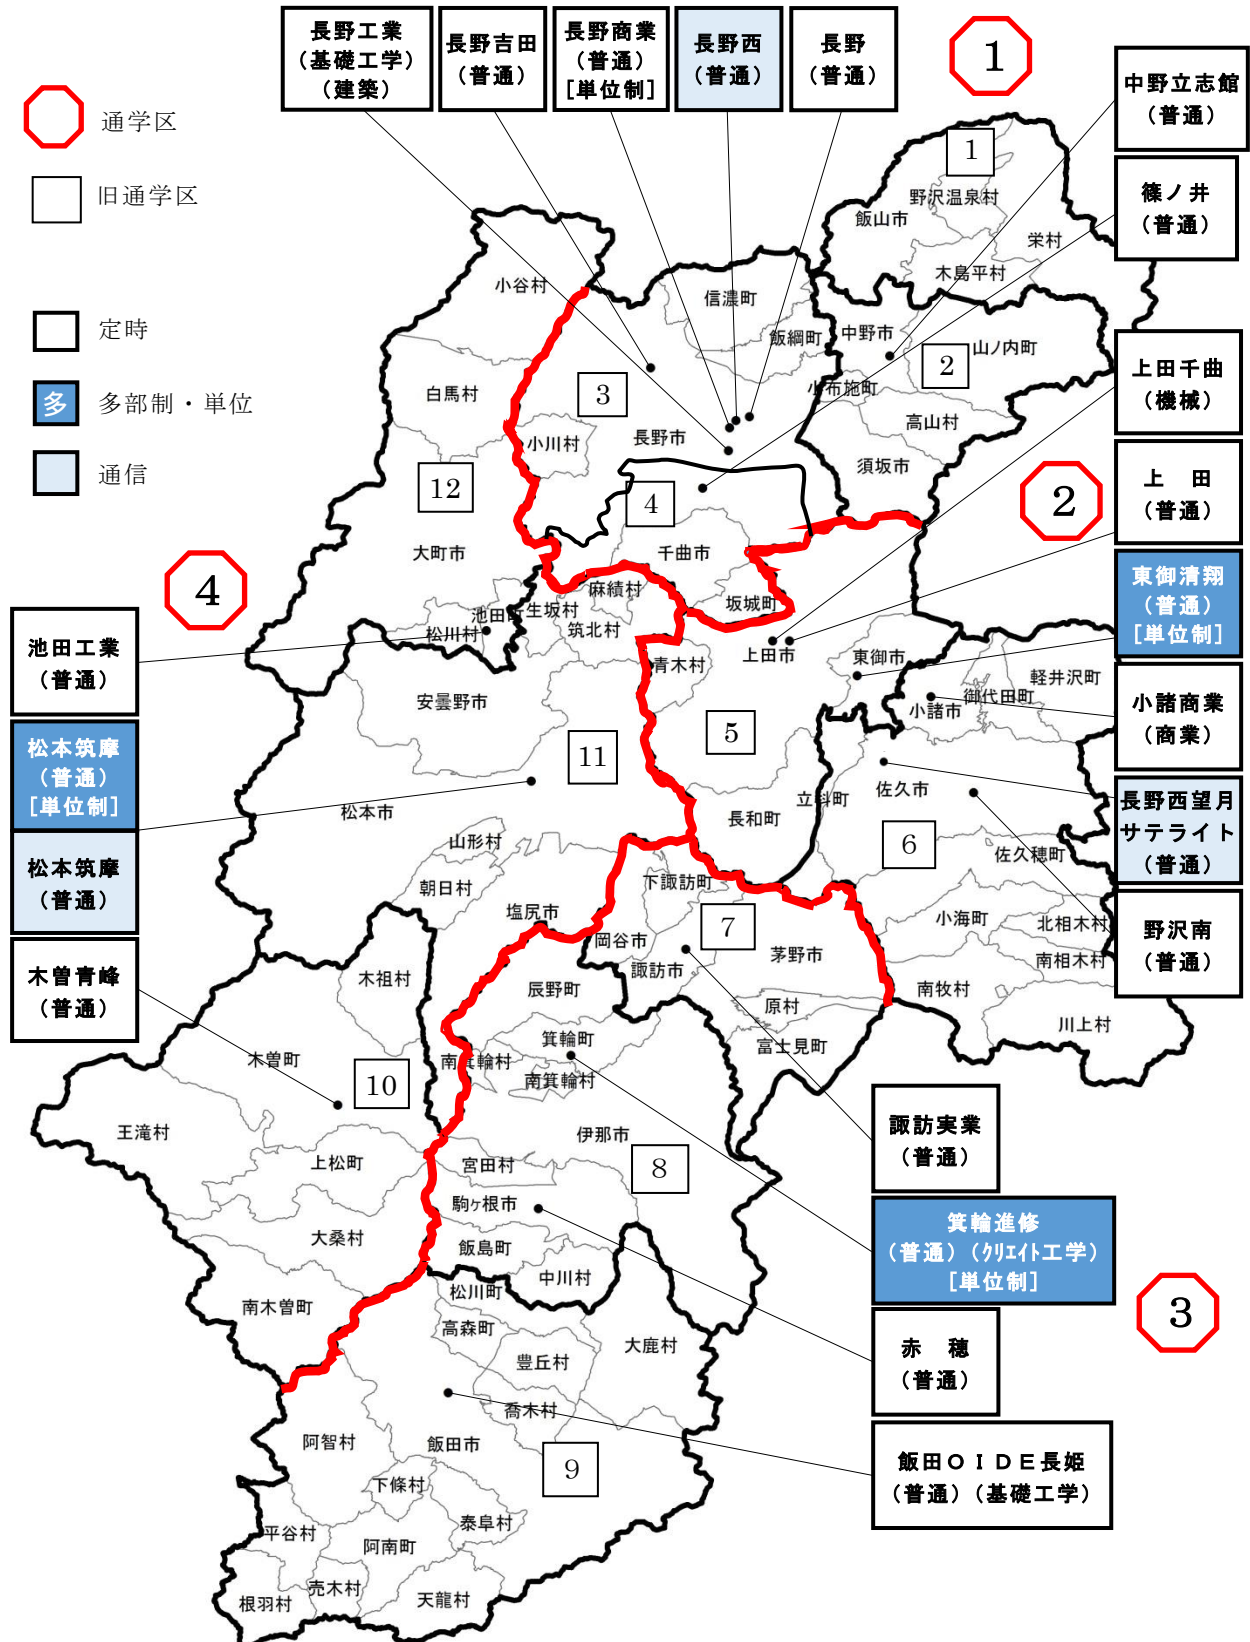 長野工業
（基礎工学）
（建築）
長野吉田
（普通）
長野商業
（普通）
[単位制]
長野西
（普通）
長野
（普通）
1
中野立志館
（普通）
篠ノ井
（普通）
通学区
旧通学区
定時
多
多部制・単位
通信
1
野沢温泉村
飯山市
栄村
木島平村
小谷村
信濃町
飯綱町
中野市
山ノ内町
2
小布施町
高山村
須坂市
白馬村
3
小川村
長野市
12
4
大町市
千曲市
坂城町
麻績村
生坂村
筑北村
池田町
松川村
4
2
上田千曲
（機械）
上　田
（普通）
東御清翔
（普通）
[単位制]
小諸商業
（商業）
長野西望月
サテライト
（普通）
野沢南
（普通）
池田工業
（普通）
松本筑摩
（普通）
[単位制]
松本筑摩
（普通）
木曽青峰
（普通）
安曇野市
11
松本市
山形村
朝日村
塩尻市
青木村
上田市
東御市
5
長和町
立科町
軽井沢町
御代田町
小諸市
佐久市
6
佐久穂町
小海町
北相木村
南相木村
南牧村
川上村
下諏訪町
7
岡谷市
諏訪市
茅野市
原村
富士見町
木祖村
木曽町
10
王滝村
上松町
大桑村
南木曽町
辰野町
箕輪町
南箕輪村
南箕輪村
伊那市
8
宮田村
駒ヶ根市
飯島町
中川村
松川町
高森町
豊丘村
大鹿村
喬木村
阿智村
飯田市
9
下條村
泰阜村
平谷村
阿南町
売木村
根羽村
天龍村
諏訪実業
（普通）
箕輪進修
（普通）（ｸﾘｴｲﾄ工学）
[単位制]
3
赤　穂
（普通）
飯田ＯＩＤＥ長姫
（普通）（基礎工学）